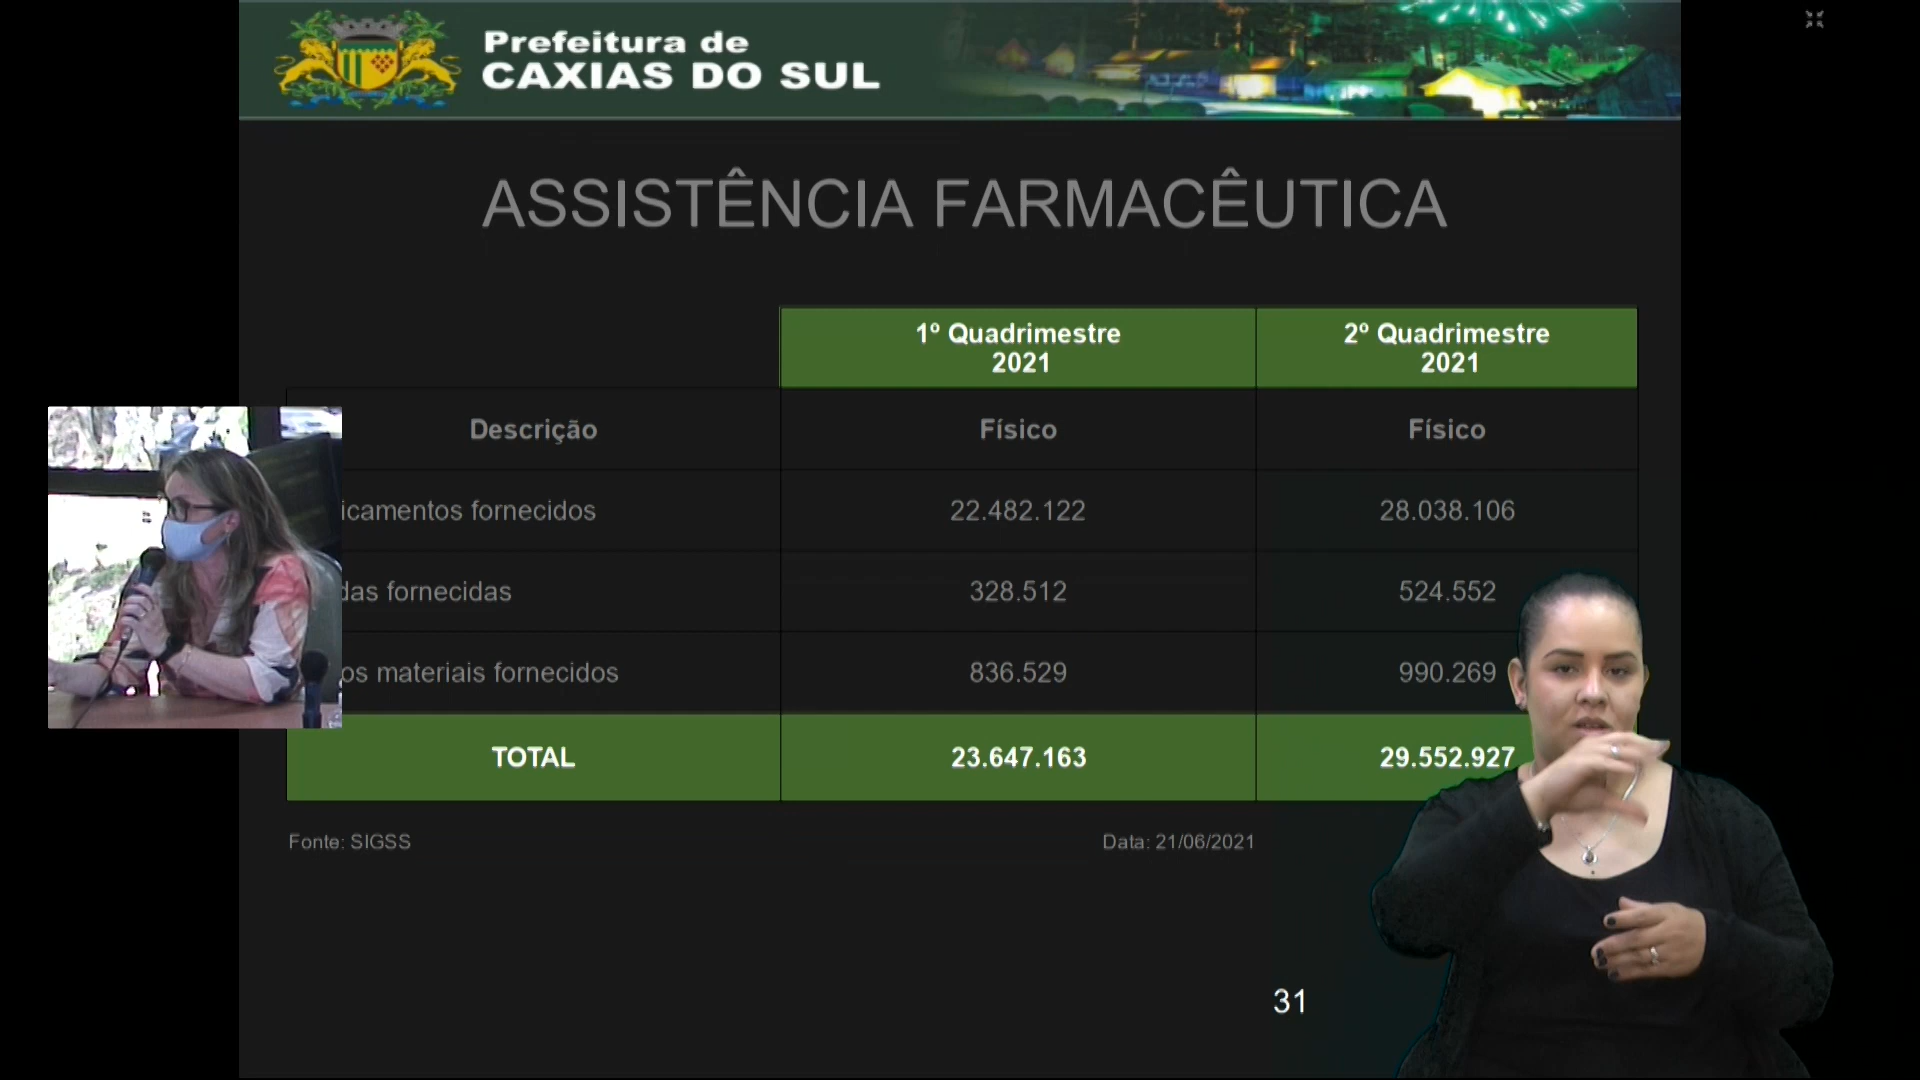 Prefeitura de
CAXIAS DO SUL
ASSISTÊNCIA FARMACÊUTICA
1º Quadrimestre
2021
2º Quadrimestre
2021
Descrição
Físico
Físico
icamentos fornecidos
22.482.122
28.038.106
das fornecidas
328.512
524.552
os materiais fornecidos
836.529
990.269
TOTAL
23.647.163
29.552.927
Fonte: SIGSS
Data: 21/06/2021
31